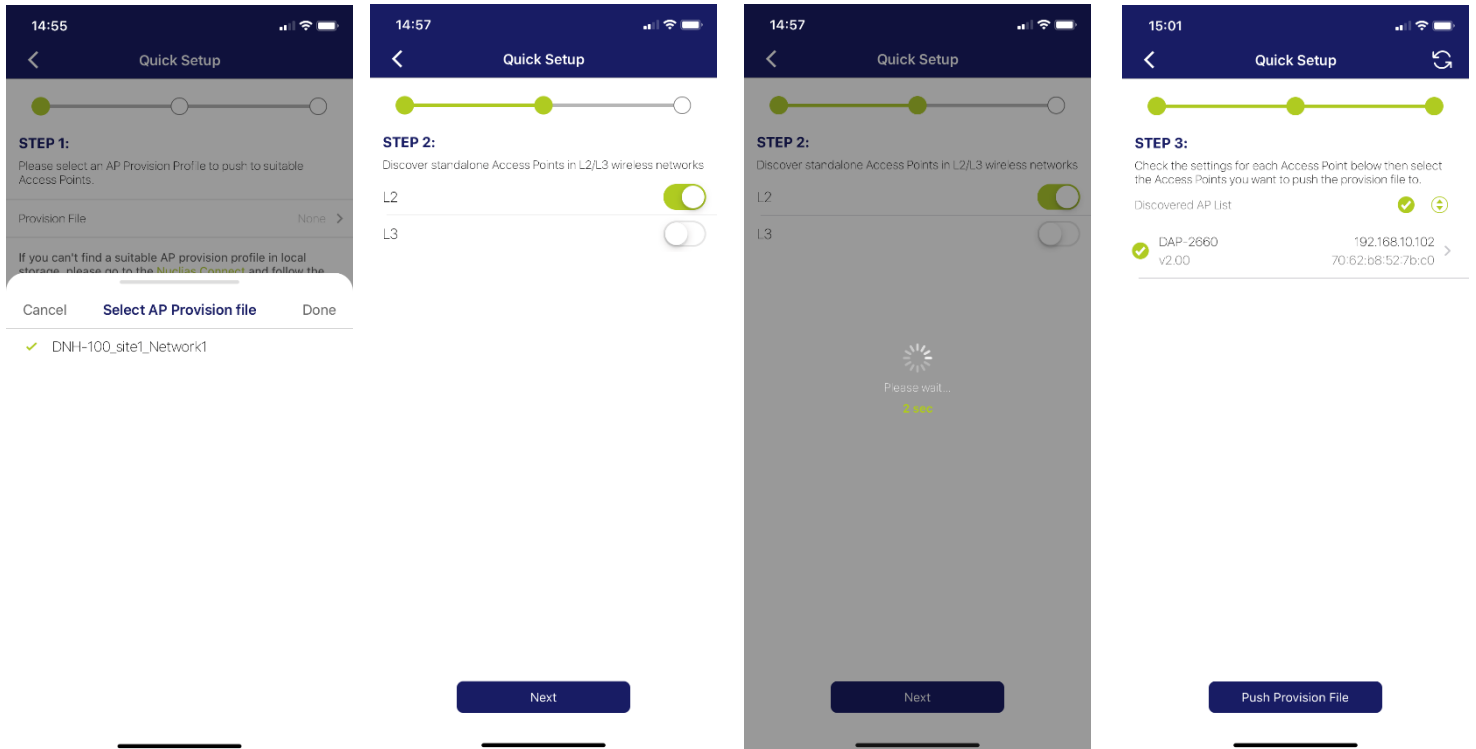 14:55
Quick Setup
STEP 1:
Please select an AP Provision Profile to push to suitable
Access Points.
Provision File None
If you can't find a suitable AP provision profile in local
storage, please go to the Nuclias Connect and follow the
Cancel Select AP Provision file Done
DNH-100_site1_Network1
14:57
Quick Setup
STEP 2:
Discover standalone Access Points in L2/L3 wireless networks
L2
L3
Next
14:57
Quick Setup
STEP 2:
Discover standalone Access Points in L2/L3 wireless networks
L2
L3
Please wait...
2 sec
Next
15:01
Quick Setup
STEP 3:
Check the settings for each Access Point below then select
the Access Points you want to push the provision file to.
Discovered AP List
DAP-2660 192.168.10.102
v2.00 70:62:b8:52:7b:c0
Push Provision File